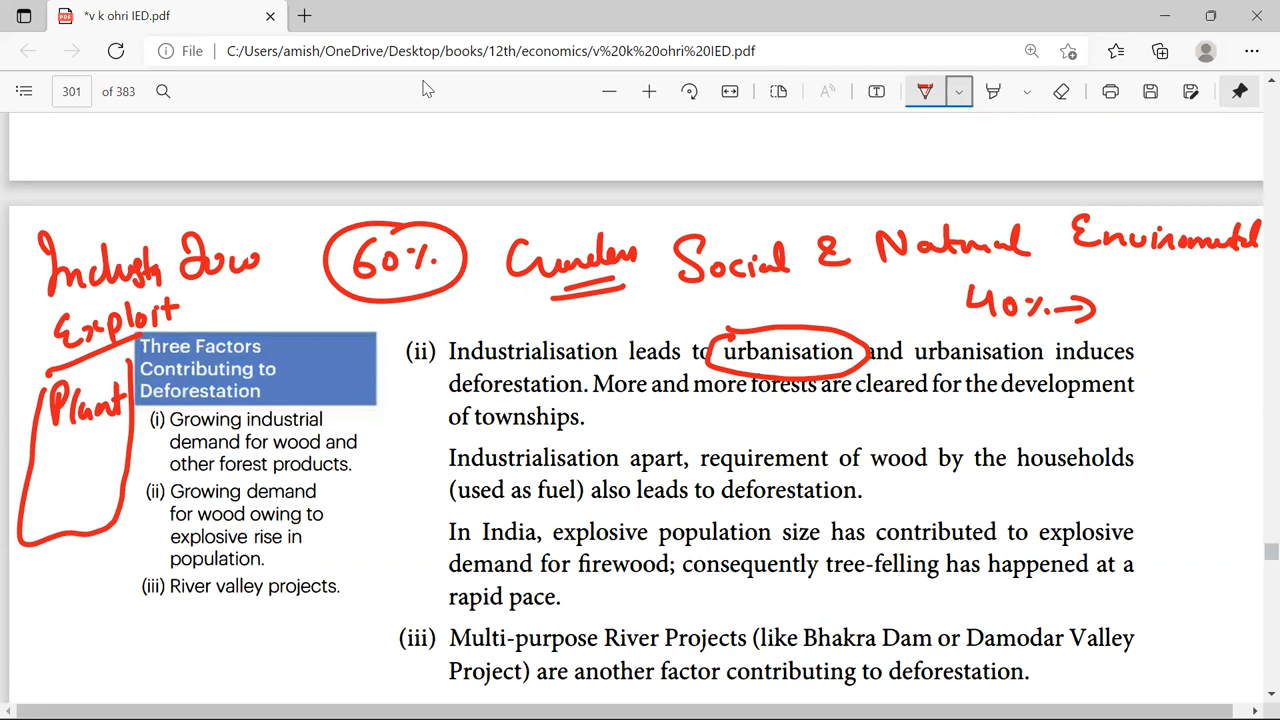 *v k ohri IED.pdf
File C:/Users/amish/OneDrive/Desktop/books/12th/economics/v%20k%20ohri%20IED.pdf
301 of 383
60% Social & Natural
Exploit
40% →
Plant
Three Factors
Contributing to
Deforestation
(i) Growing industrial
demand for wood and
other forest products.
(ii) Growing demand
for wood owing to
explosive rise in
population.
(iii) River valley projects.
(ii) Industrialisation leads to urbanisation and urbanisation induces
deforestation. More and more forests are cleared for the development
of townships.
Industrialisation apart, requirement of wood by the households
(used as fuel) also leads to deforestation.
In India, explosive population size has contributed to explosive
demand for firewood; consequently tree-felling has happened at a
rapid pace.
(iii) Multi-purpose River Projects (like Bhakra Dam or Damodar Valley
Project) are another factor contributing to deforestation.